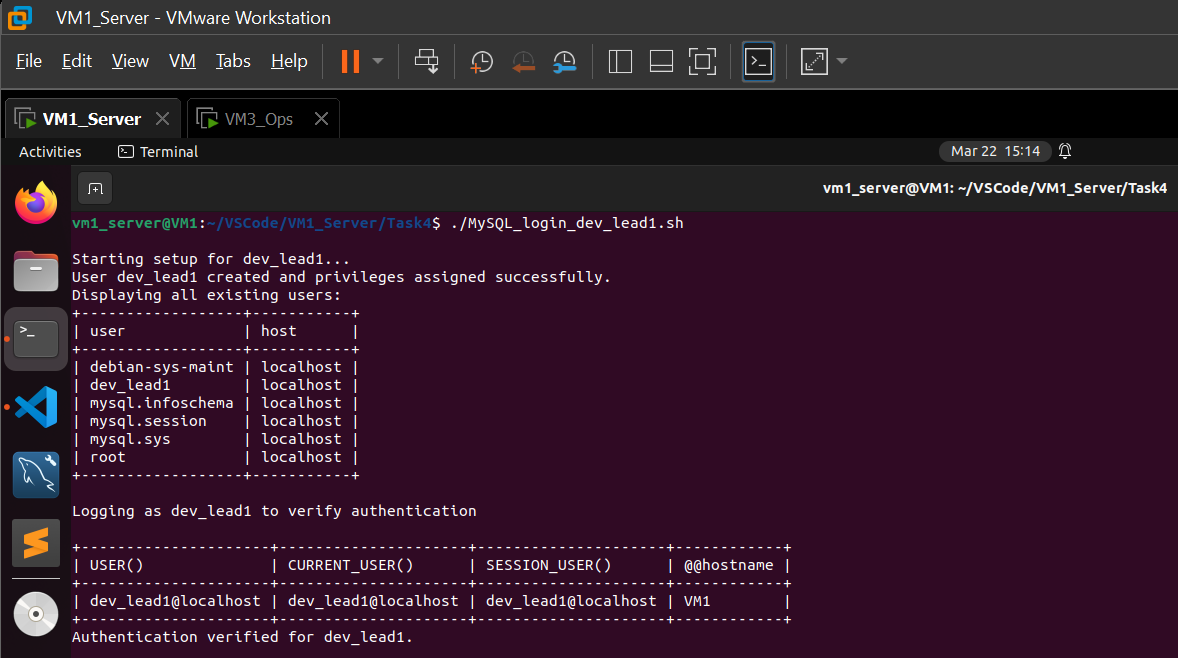 VM1_Server - VMware Workstation
File Edit View VM Tabs Help
VM1_Server VM3_Ops
Activities Terminal Mar 22 15:14
vm1_server@VM1: ~/VSCode/VM1_Server/Task4
vm1_server@VM1:~/VSCode/VM1_Server/Task4$ ./MySQL_login_dev_lead1.sh
Starting setup for dev_lead1...
User dev_lead1 created and privileges assigned successfully.
Displaying all existing users:
+------------------+-----------+
| user             | host      |
+------------------+-----------+
| debian-sys-maint | localhost |
| dev_lead1        | localhost |
| mysql.infoschema | localhost |
| mysql.session    | localhost |
| mysql.sys        | localhost |
| root             | localhost |
+------------------+-----------+
Logging as dev_lead1 to verify authentication
+---------------------+---------------------+---------------------+------------+
| USER()              | CURRENT_USER()      | SESSION_USER()      | @@hostname |
+---------------------+---------------------+---------------------+------------+
| dev_lead1@localhost | dev_lead1@localhost | dev_lead1@localhost | VM1        |
+---------------------+---------------------+---------------------+------------+
Authentication verified for dev_lead1.